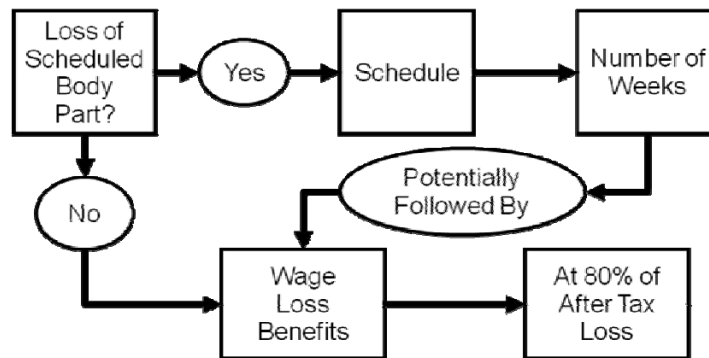 Loss of
Scheduled
Body
Part?
Yes
Schedule
Number of
Weeks
No
Potentially
Followed By
Wage
Loss
Benefits
At 80% of
After Tax
Loss